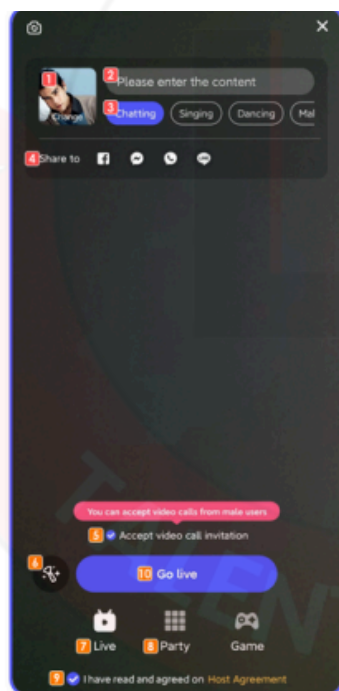 1
2 Please enter the content
Change
3 Chatting Singing Dancing Mal
4 Share to
You can accept video calls from male users
5 Accept video call invitation
6
10 Go live
7 Live 8 Party Game
9 I have read and agreed on Host Agreement
TALENT